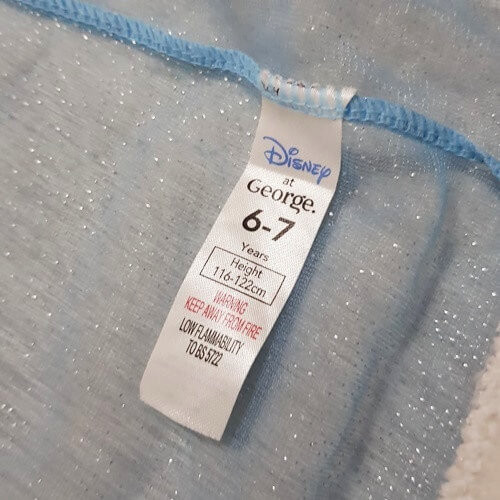 Disney
at
George.
6-7
Years
Height
116-122cm
WARNING
KEEP AWAY FROM FIRE
LOW FLAMMABILITY
TO BS 5722